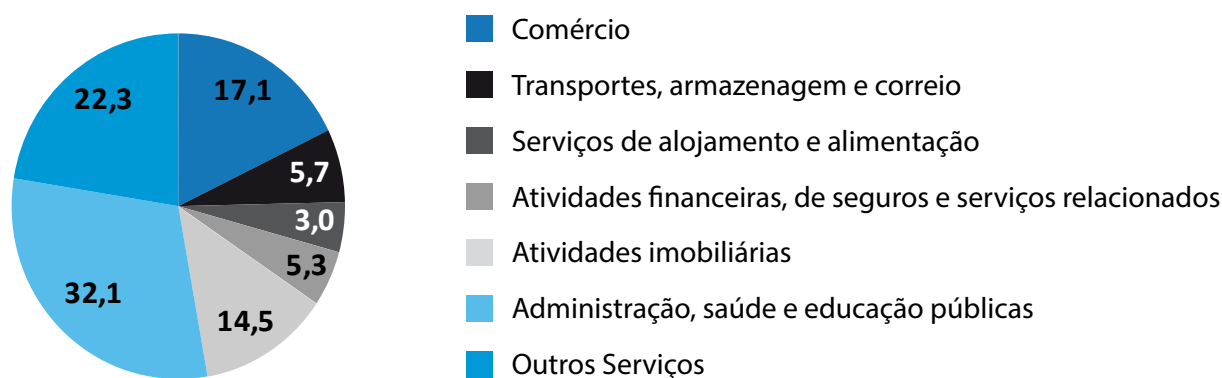 22,3
17,1
5,7
3,0
5,3
14,5
32,1
Comércio
Transportes, armazenagem e correio
Serviços de alojamento e alimentação
Atividades financeiras, de seguros e serviços relacionados
Atividades imobiliárias
Administração, saúde e educação públicas
Outros Serviços